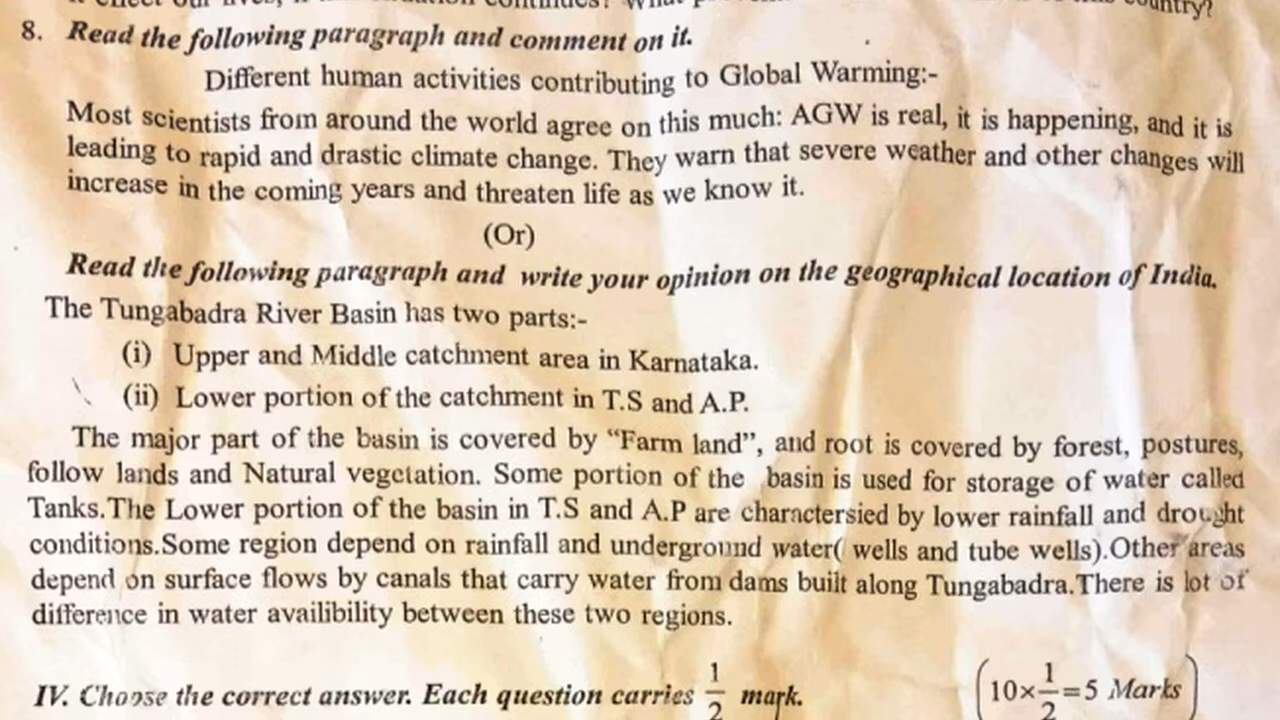 country?
8. Read the following paragraph and comment on it.
Different human activities contributing to Global Warming:-
Most scientists from around the world agree on this much: AGW is real, it is happening, and it is
leading to rapid and drastic climate change. They warn that severe weather and other changes will
increase in the coming years and threaten life as we know it.
(Or)
Read the following paragraph and write your opinion on the geographical location of India.
The Tungabadra River Basin has two parts:-
(i) Upper and Middle catchment area in Karnataka.
(ii) Lower portion of the catchment in T.S and A.P.
The major part of the basin is covered by “Farm land”, and root is covered by forest, postures,
follow lands and Natural vegetation. Some portion of the basin is used for storage of water called
Tanks.The Lower portion of the basin in T.S and A.P are charactersied by lower rainfall and drought
conditions.Some region depend on rainfall and underground water( wells and tube wells).Other areas
depend on surface flows by canals that carry water from dams built along Tungabadra.There is lot of
difference in water availibility between these two regions.
IV. Choose the correct answer. Each question carries 1/2 mark. (10×1/2=5 Marks)